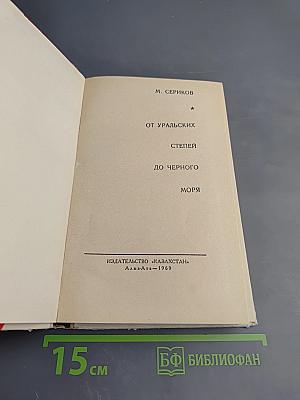 М. СЕРИКОВ
★
ОТ УРАЛЬСКИХ
СТЕПЕЙ
ДО ЧЕРНОГО
МОРЯ
ИЗДАТЕЛЬСТВО «КАЗАХСТАН»
Алма-Ата—1969
15 см
БФ БИБЛИОФАН